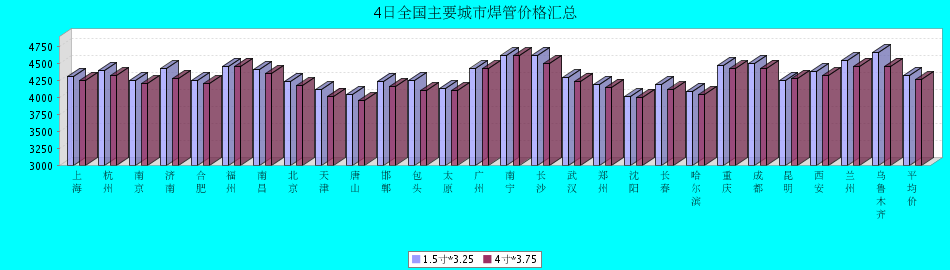 4日全国主要城市焊管价格汇总
4750
4500
4250
4000
3750
3500
3250
3000
上海
杭州
南京
济南
合肥
福州
南昌
北京
天津
唐山
邯郸
包头
太原
广州
南宁
长沙
武汉
郑州
沈阳
长春
哈尔滨
重庆
成都
昆明
西安
兰州
乌鲁木齐
平均价
1.5寸*3.25
4寸*3.75